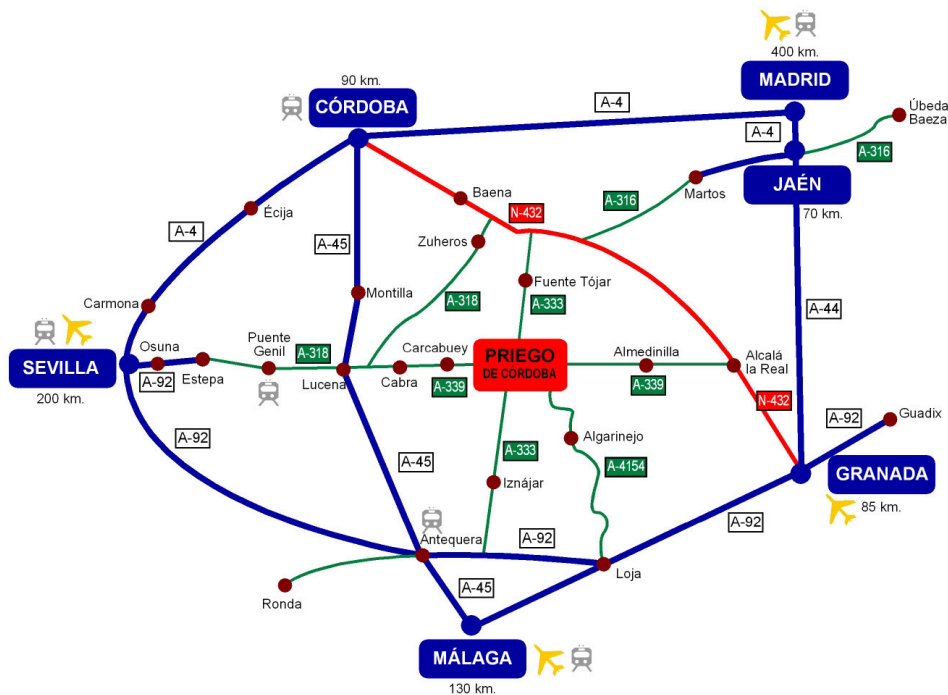 400 km.
MADRID
90 km.
CÓRDOBA
A-4
A-4
Úbeda
Baeza
A-316
JAÉN
70 km.
Martos
A-316
Baena
N-432
Écija
A-4
A-45
Zuheros
Fuente Tójar
A-333
A-318
Montilla
Carmona
A-44
SEVILLA
200 km.
Osuna
A-92
Estepa
Puente
Genil
A-318
Lucena
Cabra
Carcabuey
A-339
PRIEGO
DE CÓRDOBA
Almedinilla
A-339
Alcalá
la Real
N-432
A-92
Guadix
GRANADA
85 km.
A-92
A-45
A-333
Iznájar
Algarinejo
A-4154
A-92
Antequera
A-92
Loja
Ronda
A-45
MÁLAGA
130 km.